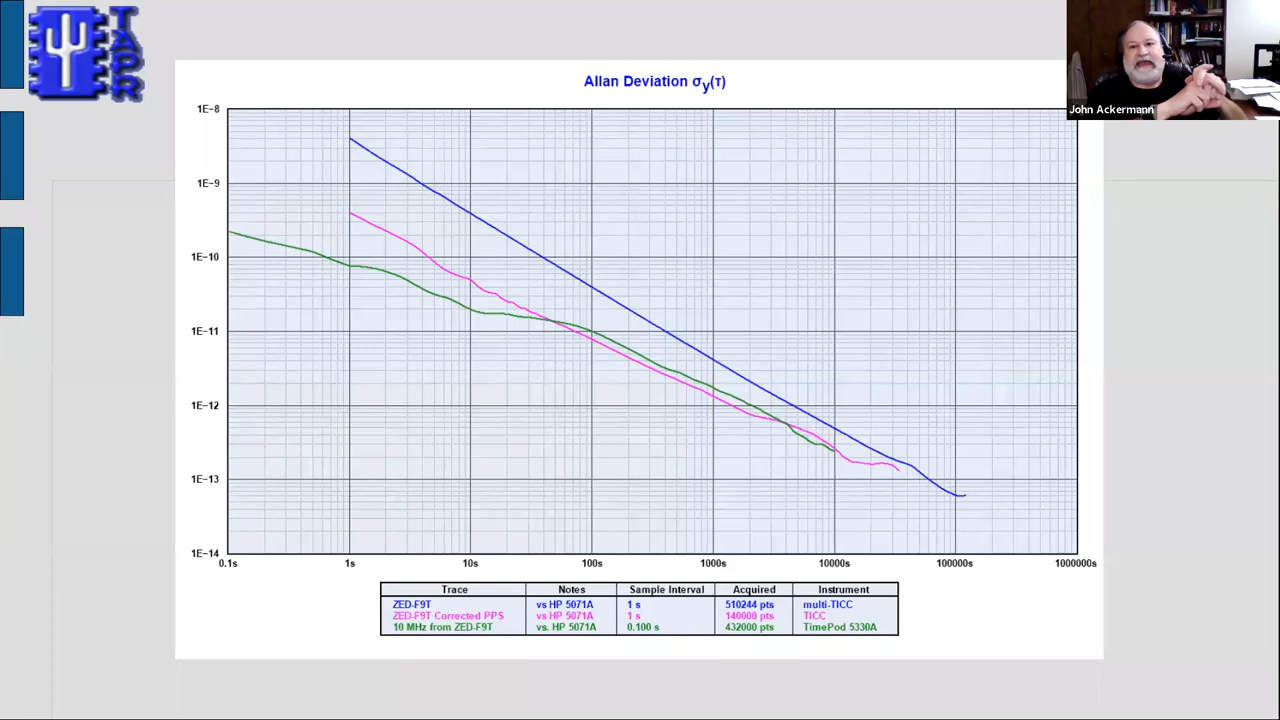 TAPR
John Ackermann
Allan Deviation σy(τ)
1E−8
1E−9
1E−10
1E−11
1E−12
1E−13
1E−14
0.1s 1s 10s 100s 1000s 10000s 100000s 1000000s
Trace Notes Sample Interval Acquired Instrument
ZED-F9T vs HP 5071A 1 s 510244 pts multi-TICC
ZED-F9T Corrected PPS vs HP 5071A 1 s 140000 pts TICC
10 MHz from ZED-F9T vs. HP 5071A 0.100 s 432000 pts TimePod 5330A